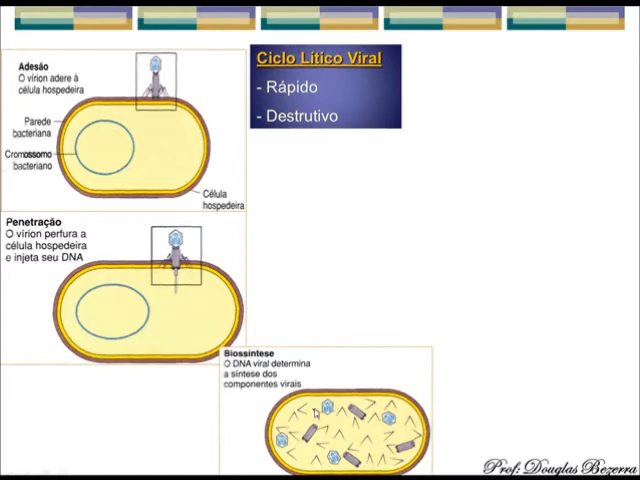 Adesão
O vírion adere à
célula hospedeira
Parede
bacteriana
Cromossomo
bacteriano
Célula
hospedeira
Ciclo Lítico Viral
- Rápido
- Destrutivo
Penetração
O vírion perfura a
célula hospedeira
e injeta seu DNA
Biossíntese
O DNA viral determina
a síntese dos
componentes virais
Prof: Douglas Bezerra